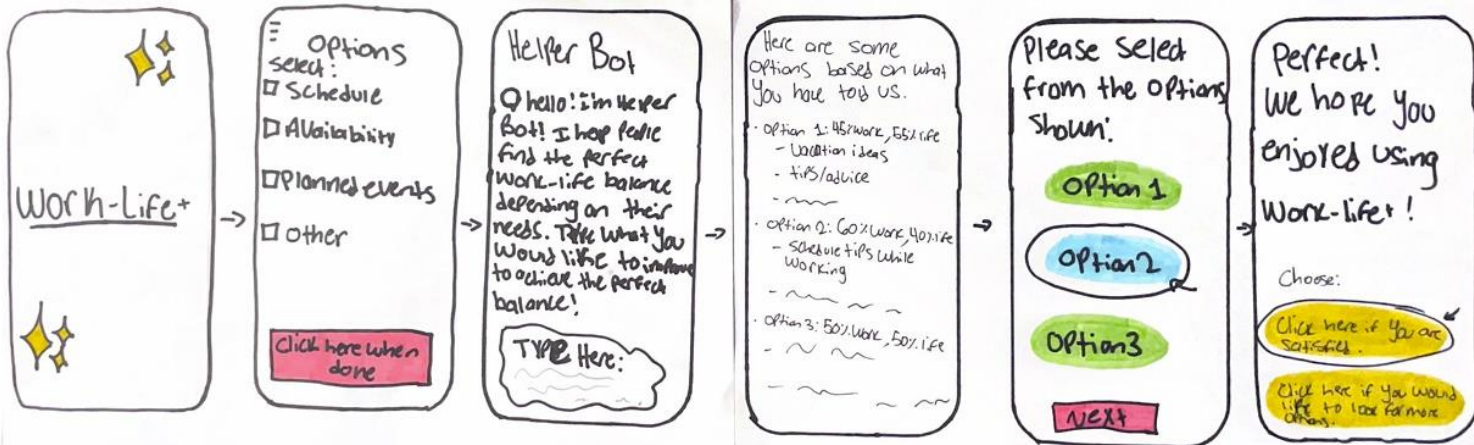 Work-Life+
Options
select:
Schedule
Availability
Planned events
Other
Click here when
done
Helper Bot
hello! I'm Helper
Bot! I help
find the perfect
work-life balance
depending on their
needs. Type what you
would like to improve
to achieve the perfect
balance!
Type Here:
Here are some
options based on what
you have told us.
· Option 1: 45% work, 55% life
- Vacation ideas
- tips/advice
· Option 2: 60% work, 40% life
- Schedule tips while
working
· Option 3: 50% work, 50% life
Please Select
from the options
shown:
Option 1
Option 2
Option 3
Next
Perfect!
We hope you
enjoyed using
Work-life+!
Choose:
Click here if you are
satisfied.
Click here if you would
like to look for more
options.